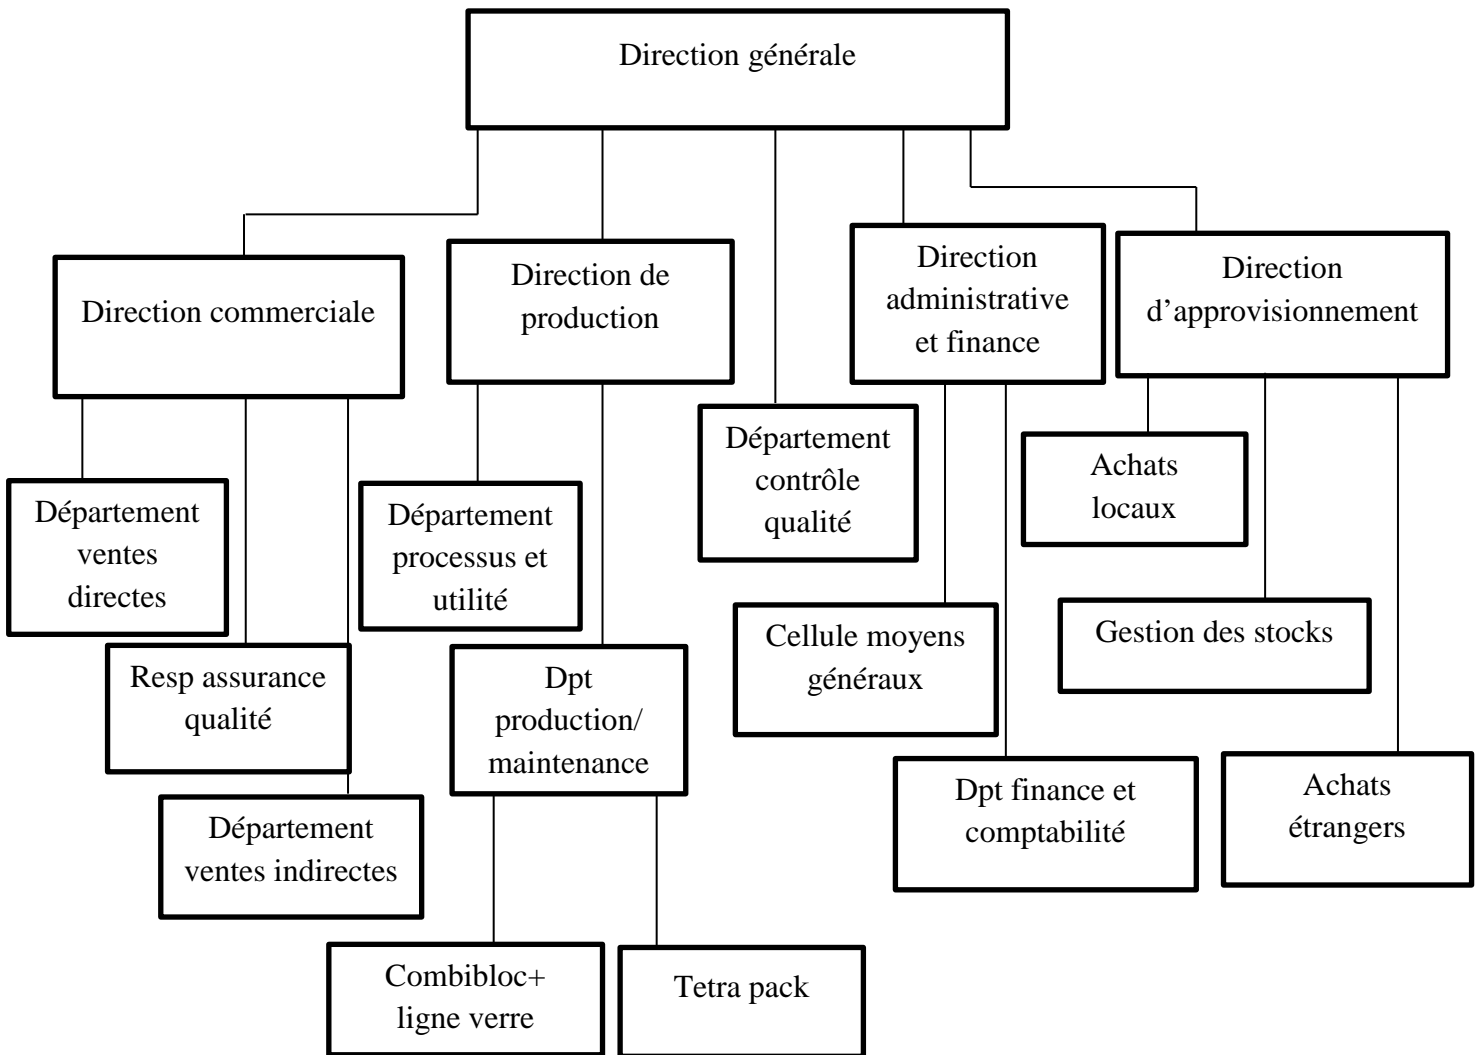 Direction générale
Direction commerciale
Direction de
production
Direction
administrative
et finance
Direction
d’approvisionnement
Département
ventes
directes
Resp assurance
qualité
Département
ventes indirectes
Département
processus et
utilité
Dpt
production/
maintenance
Combibloc+
ligne verre
Tetra pack
Département
contrôle
qualité
Cellule moyens
généraux
Dpt finance et
comptabilité
Achats
locaux
Gestion des stocks
Achats
étrangers